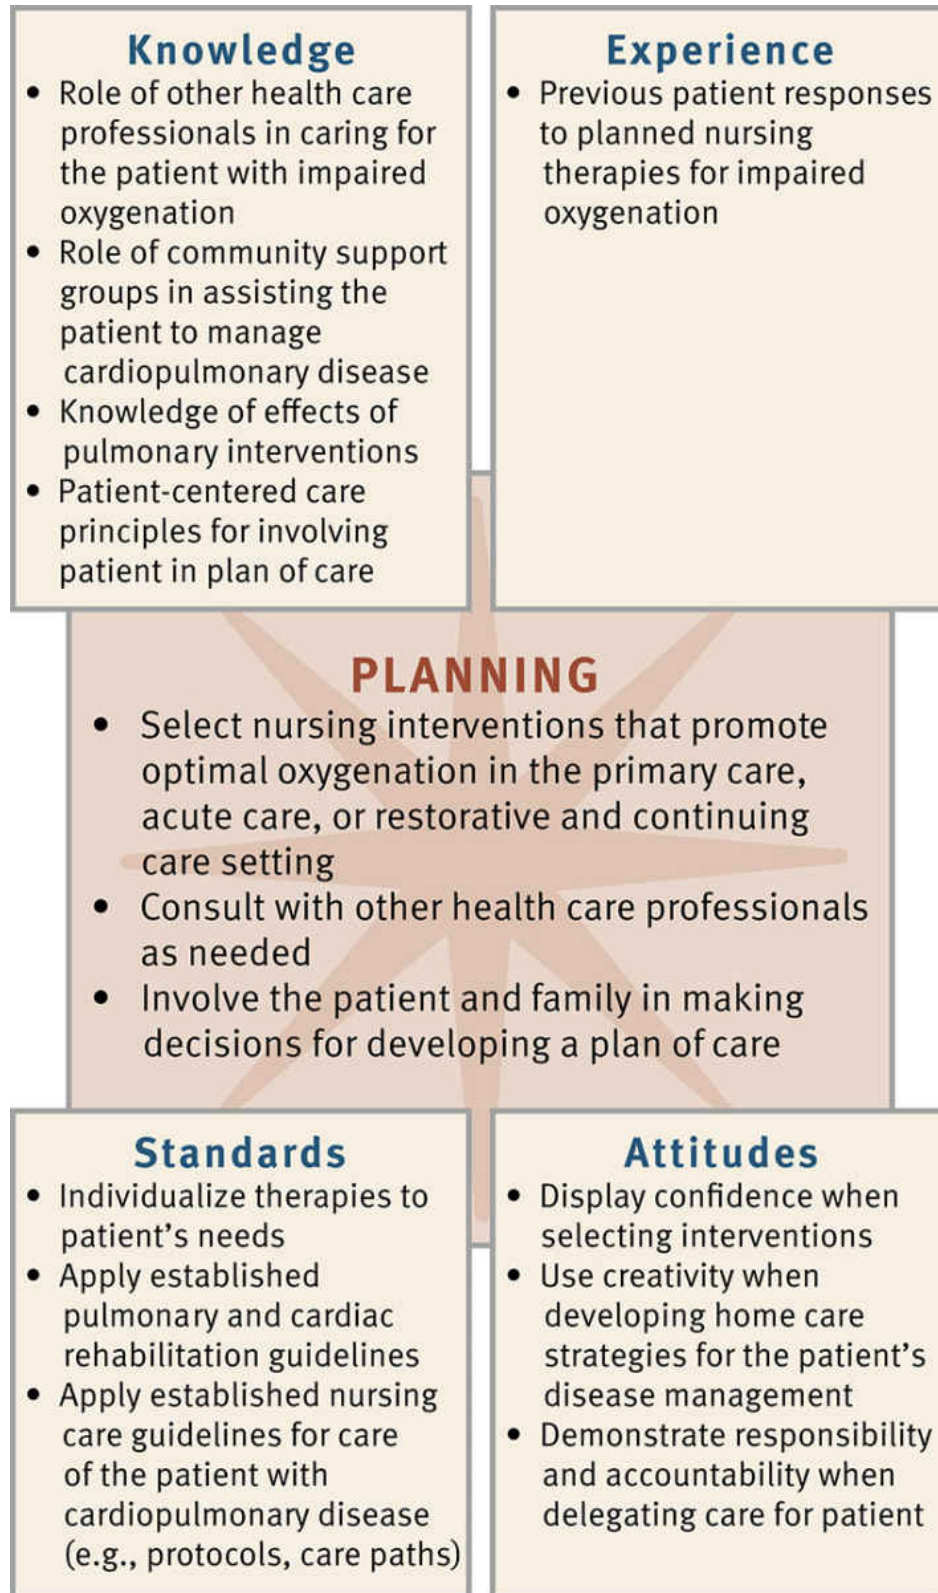 Knowledge
• Role of other health care
professionals in caring for
the patient with impaired
oxygenation
• Role of community support
groups in assisting the
patient to manage
cardiopulmonary disease
• Knowledge of effects of
pulmonary interventions
• Patient-centered care
principles for involving
patient in plan of care
Experience
• Previous patient responses
to planned nursing
therapies for impaired
oxygenation
PLANNING
• Select nursing interventions that promote
optimal oxygenation in the primary care,
acute care, or restorative and continuing
care setting
• Consult with other health care professionals
as needed
• Involve the patient and family in making
decisions for developing a plan of care
Standards
• Individualize therapies to
patient’s needs
• Apply established
pulmonary and cardiac
rehabilitation guidelines
• Apply established nursing
care guidelines for care
of the patient with
cardiopulmonary disease
(e.g., protocols, care paths)
Attitudes
• Display confidence when
selecting interventions
• Use creativity when
developing home care
strategies for the patient’s
disease management
• Demonstrate responsibility
and accountability when
delegating care for patient